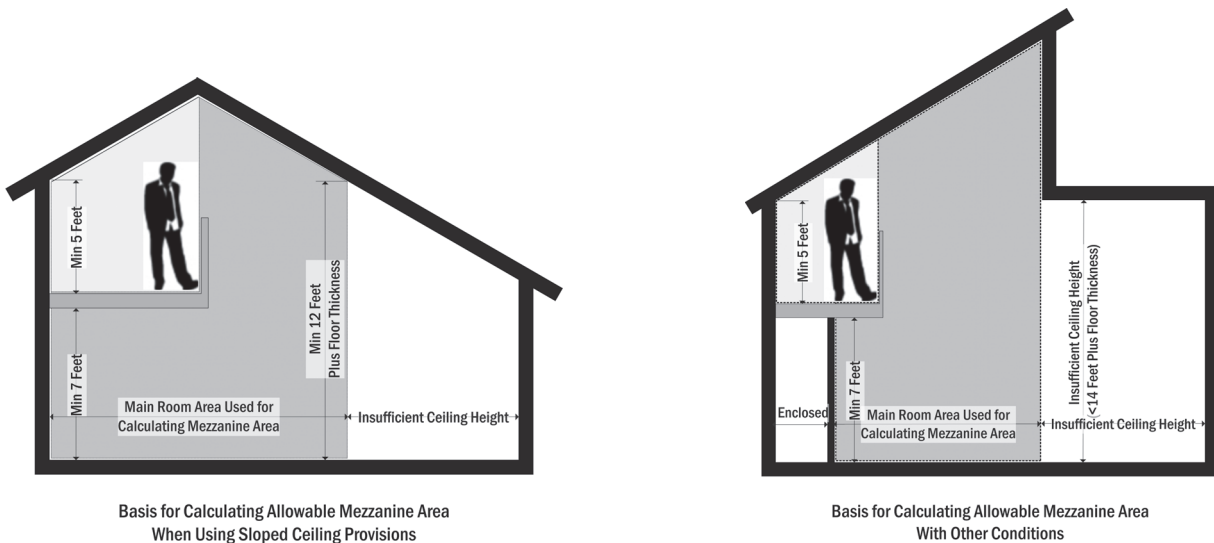 Min 5 Feet
Min 7 Feet
Min 12 Feet
Plus Floor Thickness
Main Room Area Used for
Calculating Mezzanine Area
Insufficient Ceiling Height
Basis for Calculating Allowable Mezzanine Area
When Using Sloped Ceiling Provisions
Min 5 Feet
Enclosed
Min 7 Feet
Main Room Area Used for
Calculating Mezzanine Area
Insufficient Ceiling Height
(<14 Feet Plus Floor Thickness)
Insufficient Ceiling Height
Basis for Calculating Allowable Mezzanine Area
With Other Conditions